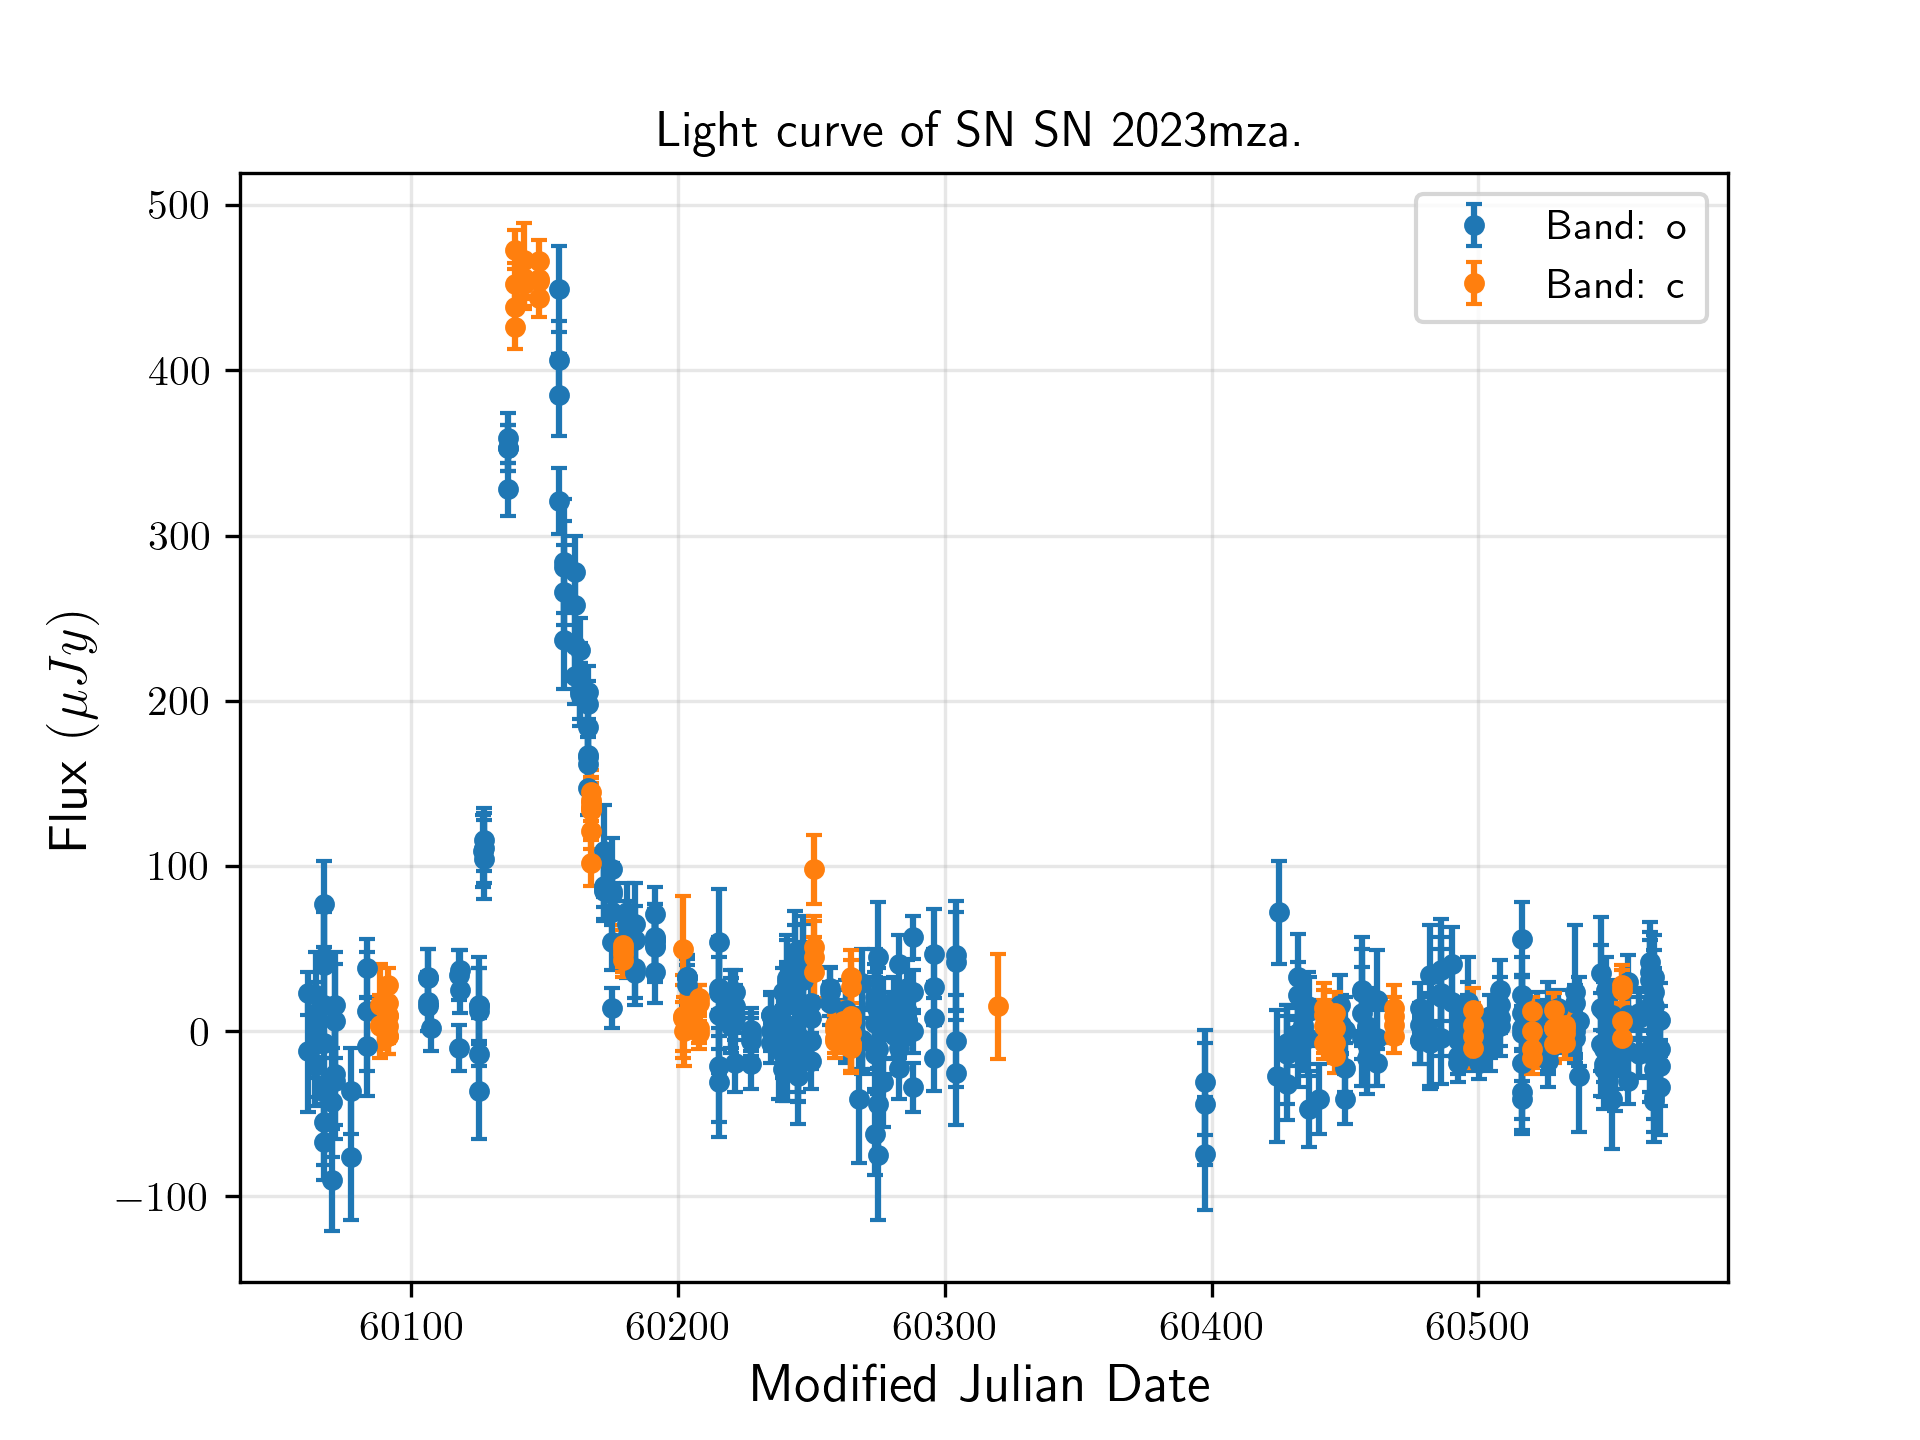 Light curve of SN SN 2023mza.
500
400
300
200
100
0
−100
Flux (μJy)
Band: o
Band: c
60100 60200 60300 60400 60500
Modified Julian Date